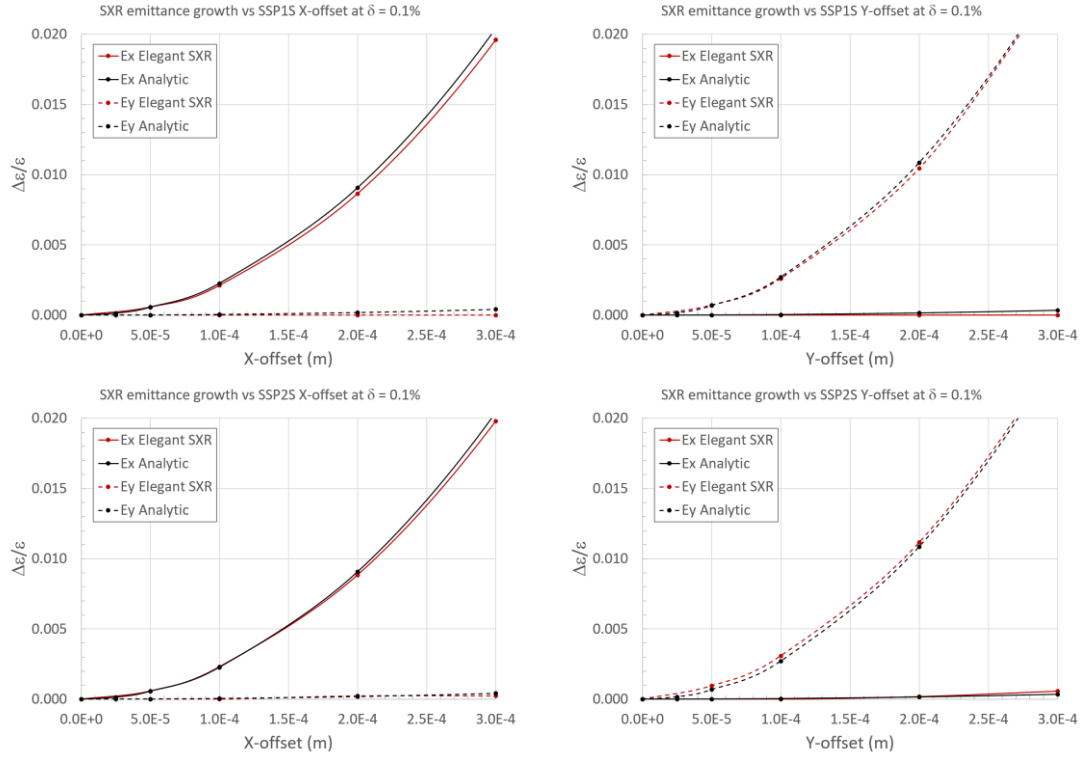 SXR emittance growth vs SSP1S X-offset at δ = 0.1%
0.020
0.015
0.010
0.005
0.000
Δε/ε
Ex Elegant SXR
Ex Analytic
Ey Elegant SXR
Ey Analytic
0.0E+0 5.0E-5 1.0E-4 1.5E-4 2.0E-4 2.5E-4 3.0E-4
X-offset (m)
SXR emittance growth vs SSP1S Y-offset at δ = 0.1%
0.020
0.015
0.010
0.005
0.000
Δε/ε
Ex Elegant SXR
Ex Analytic
Ey Elegant SXR
Ey Analytic
0.0E+0 5.0E-5 1.0E-4 1.5E-4 2.0E-4 2.5E-4 3.0E-4
Y-offset (m)
SXR emittance growth vs SSP2S X-offset at δ = 0.1%
0.020
0.015
0.010
0.005
0.000
Δε/ε
Ex Elegant SXR
Ex Analytic
Ey Elegant SXR
Ey Analytic
0.0E+0 5.0E-5 1.0E-4 1.5E-4 2.0E-4 2.5E-4 3.0E-4
X-offset (m)
SXR emittance growth vs SSP2S Y-offset at δ = 0.1%
0.020
0.015
0.010
0.005
0.000
Δε/ε
Ex Elegant SXR
Ex Analytic
Ey Elegant SXR
Ey Analytic
0.0E+0 5.0E-5 1.0E-4 1.5E-4 2.0E-4 2.5E-4 3.0E-4
Y-offset (m)